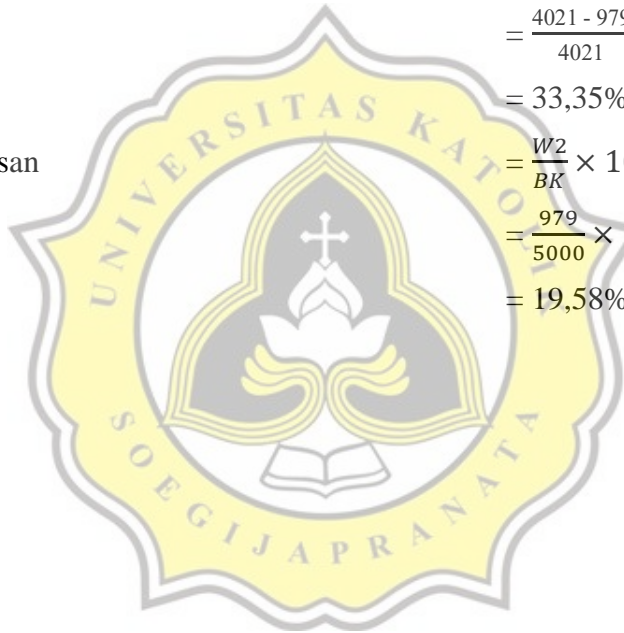 = 4021 - 979 / 4021
= 33,35%
san = W2 / BK × 1
= 979 / 5000 ×
= 19,58%
UNIVERSITAS KATOLIK
SOEGIJAPRANATA